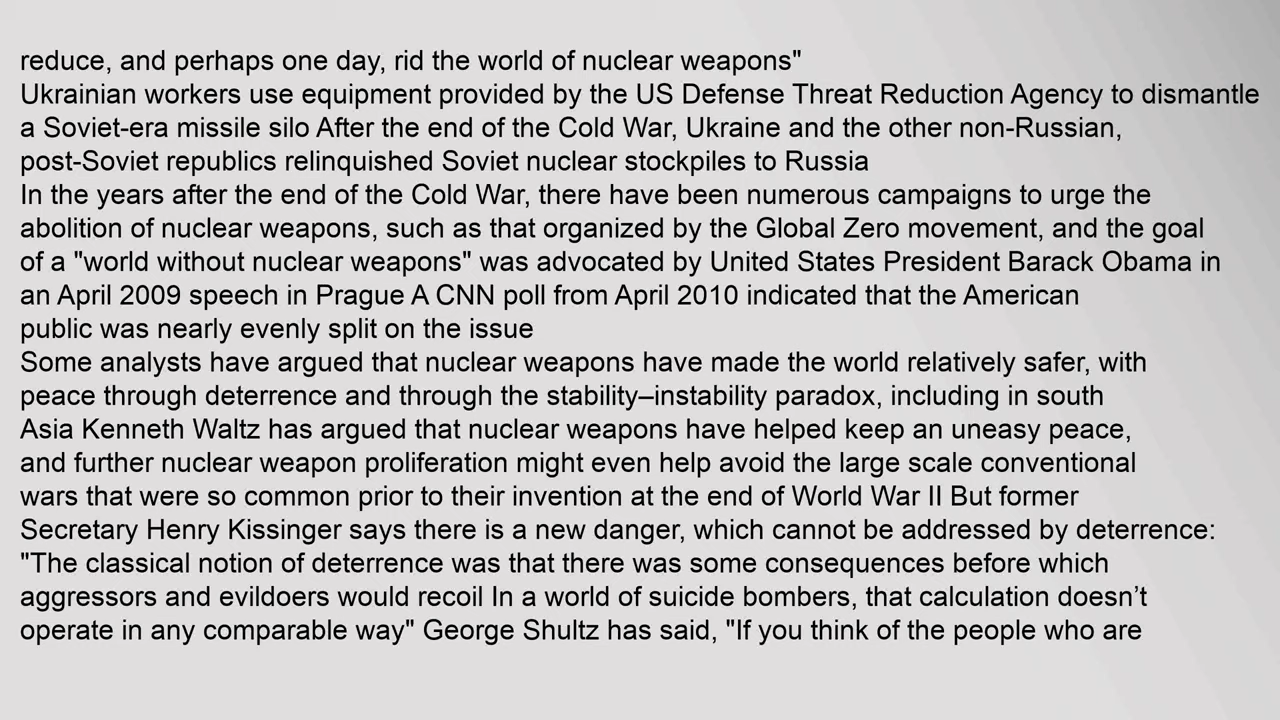 reduce, and perhaps one day, rid the world of nuclear weapons"
Ukrainian workers use equipment provided by the US Defense Threat Reduction Agency to dismantle
a Soviet-era missile silo After the end of the Cold War, Ukraine and the other non-Russian,
post-Soviet republics relinquished Soviet nuclear stockpiles to Russia
In the years after the end of the Cold War, there have been numerous campaigns to urge the
abolition of nuclear weapons, such as that organized by the Global Zero movement, and the goal
of a "world without nuclear weapons" was advocated by United States President Barack Obama in
an April 2009 speech in Prague A CNN poll from April 2010 indicated that the American
public was nearly evenly split on the issue
Some analysts have argued that nuclear weapons have made the world relatively safer, with
peace through deterrence and through the stability–instability paradox, including in south
Asia Kenneth Waltz has argued that nuclear weapons have helped keep an uneasy peace,
and further nuclear weapon proliferation might even help avoid the large scale conventional
wars that were so common prior to their invention at the end of World War II But former
Secretary Henry Kissinger says there is a new danger, which cannot be addressed by deterrence:
"The classical notion of deterrence was that there was some consequences before which
aggressors and evildoers would recoil In a world of suicide bombers, that calculation doesn’t
operate in any comparable way" George Shultz has said, "If you think of the people who are